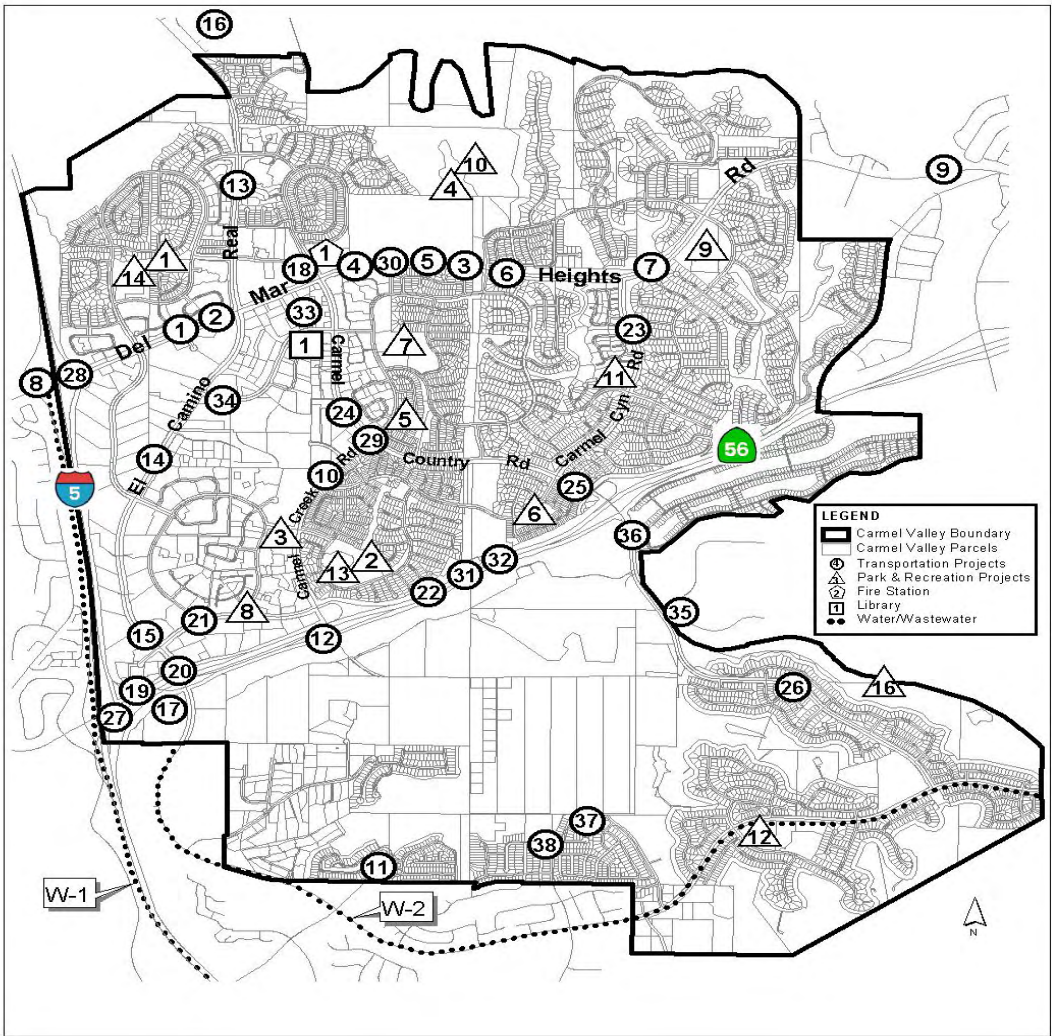 16
10
4
9
13
Rd
Real
1
14
9
1
18
4
30
5
3
6
Heights
7
Mar
33
1
2
Del
1
Carmel
7
23
8
28
Camino
34
11
Rd
24
5
Cyn
29
Country
Rd
Carmel
56
14
El
Rd
10
5
25
6
Creek
3
36
LEGEND
Carmel Valley Boundary
Carmel Valley Parcels
4 Transportation Projects
3 Park & Recreation Projects
2 Fire Station
1 Library
Water/Wastewater
13
2
32
31
Carmel
22
8
21
35
15
12
20
19
26
16
27
17
37
12
38
11
W-1
W-2
N